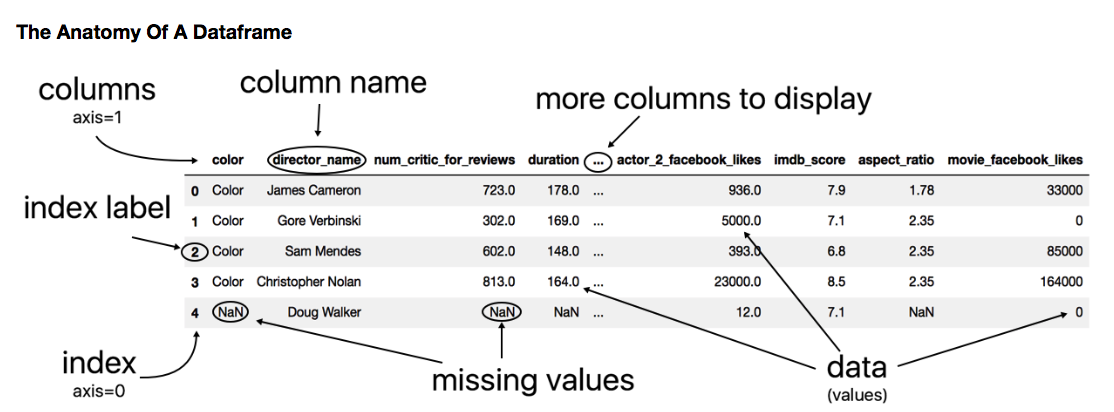 The Anatomy Of A Dataframe
columns
axis=1
column name
more columns to display
color director_name num_critic_for_reviews duration ... actor_2_facebook_likes imdb_score aspect_ratio movie_facebook_likes
0 Color James Cameron 723.0 178.0 ... 936.0 7.9 1.78 33000
index label
1 Color Gore Verbinski 302.0 169.0 ... 5000.0 7.1 2.35 0
2 Color Sam Mendes 602.0 148.0 ... 393.0 6.8 2.35 85000
3 Color Christopher Nolan 813.0 164.0 ... 23000.0 8.5 2.35 164000
4 NaN Doug Walker NaN NaN ... 12.0 7.1 NaN 0
index
axis=0
missing values
data
(values)